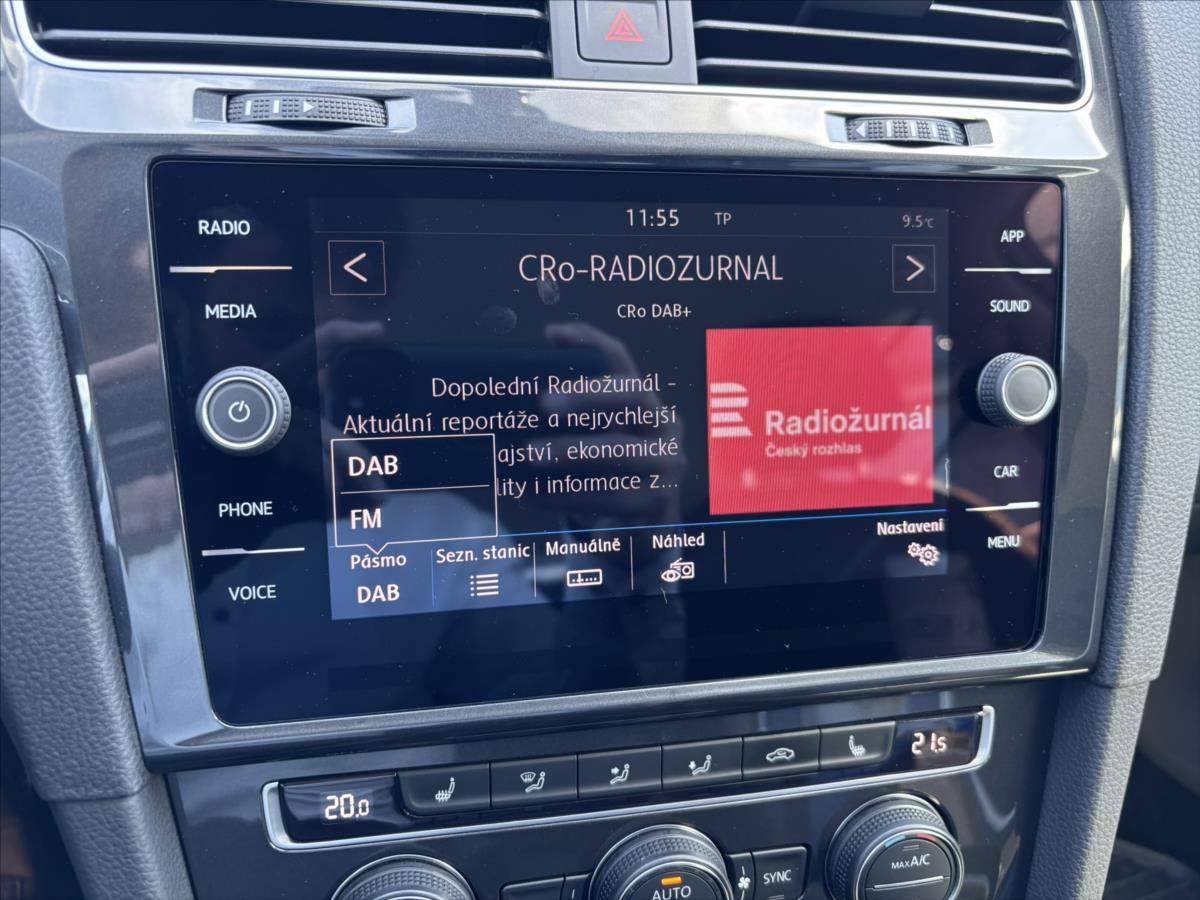 RADIO
MEDIA
PHONE
VOICE
11:55 TP 9.5°C
<
CRo-RADIOZURNAL
>
CRo DAB+
Dopolední Radiožurnál -
Aktuální reportáže a nejrychlejší
ajství, ekonomické
lity i informace z...
Radiožurnál
Český rozhlas
DAB
FM
Pásmo
DAB
Sezn. stanic
Manuálně
Náhled
Nastavení
APP
SOUND
CAR
MENU
20.0
21.5
AUTO
SYNC
MAX A/C